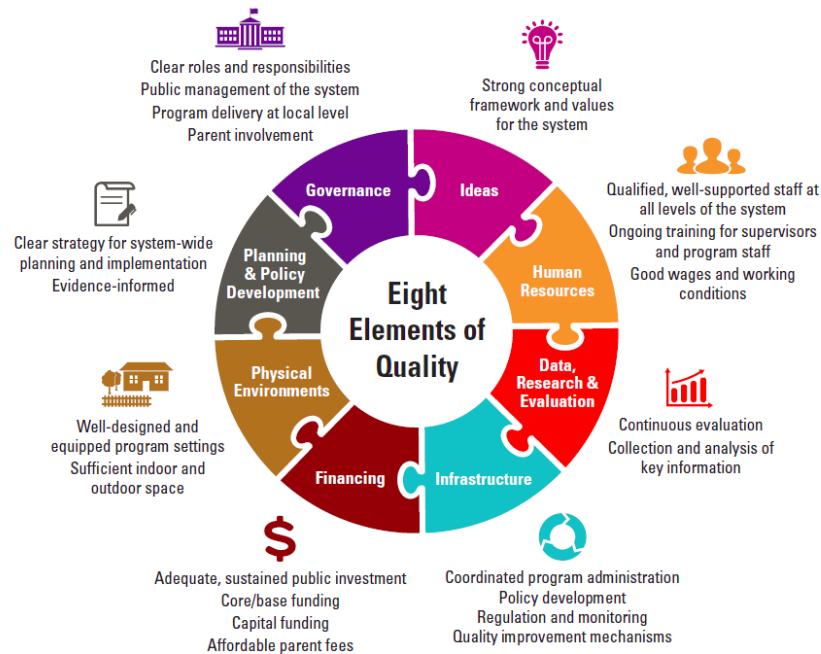 Clear roles and responsibilities
Public management of the system
Program delivery at local level
Parent involvement
Strong conceptual
framework and values
for the system
Governance
Ideas
Qualified, well-supported staff at
all levels of the system
Ongoing training for supervisors
and program staff
Good wages and working
conditions
Clear strategy for system-wide
planning and implementation
Evidence-informed
Planning
& Policy
Development
Human
Resources
Eight
Elements of
Quality
Physical
Environments
Data,
Research &
Evaluation
Well-designed and
equipped program settings
Sufficient indoor and
outdoor space
Continuous evaluation
Collection and analysis of
key information
Financing
Infrastructure
$
Adequate, sustained public investment
Core/base funding
Capital funding
Affordable parent fees
Coordinated program administration
Policy development
Regulation and monitoring
Quality improvement mechanisms